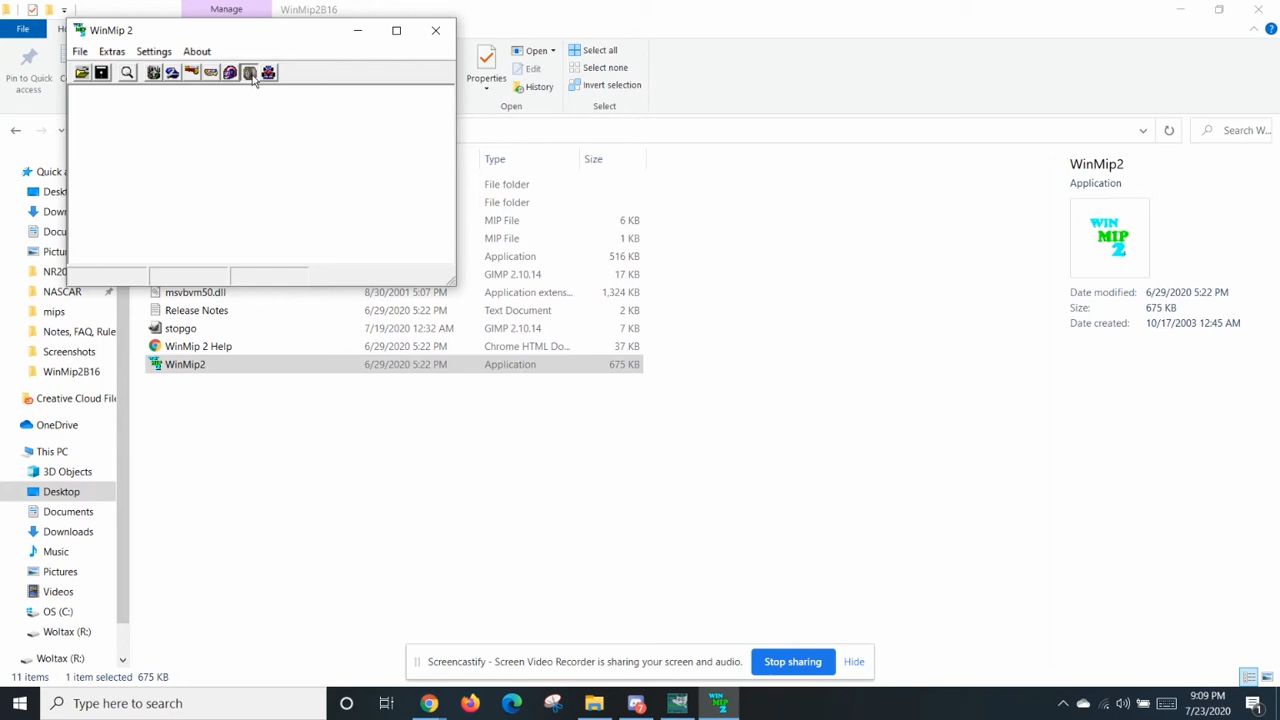 Manage
WinMip2B16
File
WinMip 2
File Extras Settings About
Pin to Quick
access
Properties
Open
Edit
History
Open
Select all
Select none
Invert selection
Select
Search W...
Type
Size
File folder
File folder
MIP File 6 KB
MIP File 1 KB
Application 516 KB
GIMP 2.10.14 17 KB
msvbvm50.dll 8/30/2001 5:07 PM Application extens... 1,324 KB
Release Notes 6/29/2020 5:22 PM Text Document 2 KB
stopgo 7/19/2020 12:32 AM GIMP 2.10.14 7 KB
WinMip 2 Help 6/29/2020 5:22 PM Chrome HTML Do... 37 KB
WinMip2 6/29/2020 5:22 PM Application 675 KB
Quick a
Deskt
Down
Docu
Pictur
NR20
NASCAR
mips
Notes, FAQ, Rule
Screenshots
WinMip2B16
Creative Cloud File
OneDrive
This PC
3D Objects
Desktop
Documents
Downloads
Music
Pictures
Videos
OS (C:)
Woltax (R:)
Woltax (R:)
WinMip2
Application
WIN
MIP
2
Date modified: 6/29/2020 5:22 PM
Size: 675 KB
Date created: 10/17/2003 12:45 AM
Screencastify - Screen Video Recorder is sharing your screen and audio.
Stop sharing
Hide
11 items 1 item selected 675 KB
Type here to search
9:09 PM
7/23/2020